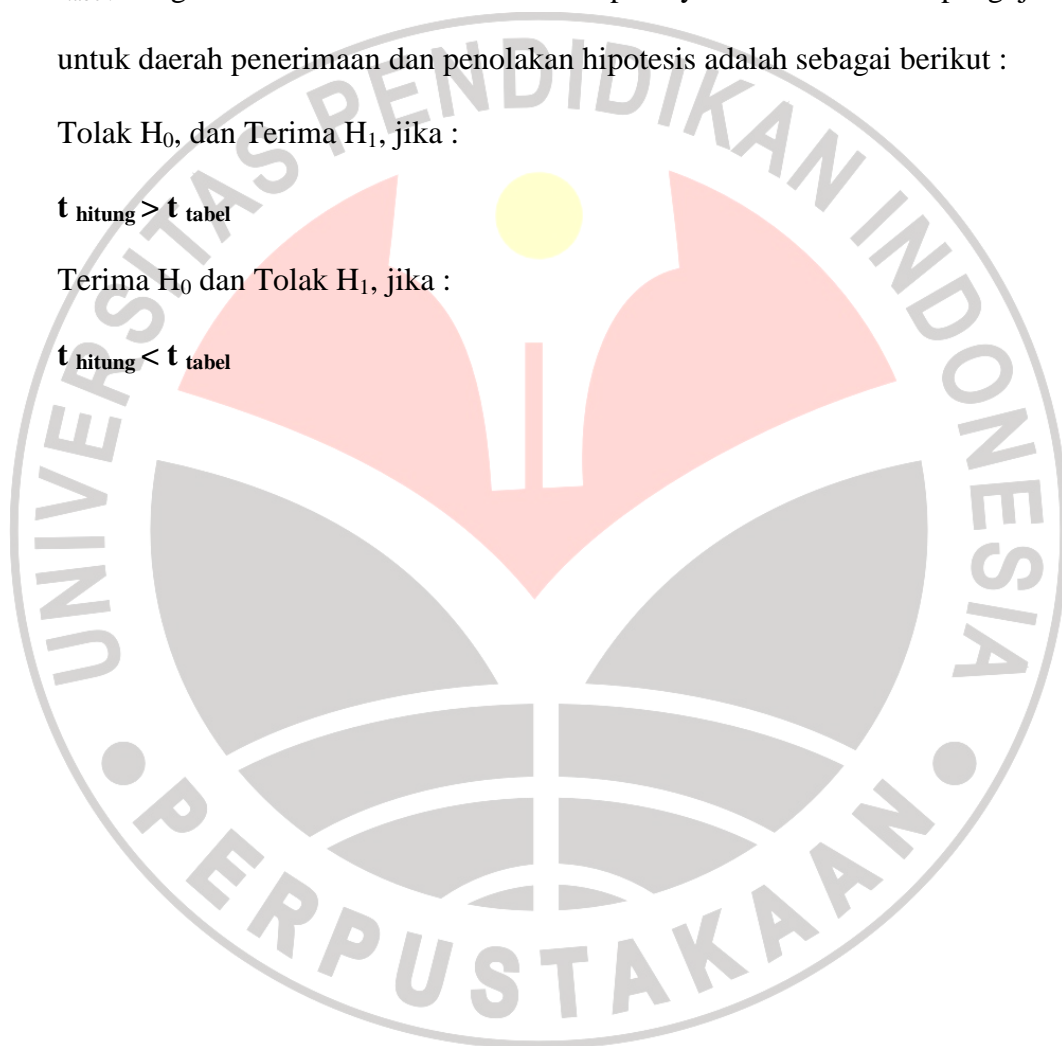 untuk daerah penerimaan dan penolakan hipotesis adalah sebagai berikut :
Tolak H₀, dan Terima H₁, jika :
t hitung > t tabel
Terima H₀ dan Tolak H₁, jika :
t hitung < t tabel
UNIVERSITAS PENDIDIKAN INDONESIA
• PERPUSTAKAAN •